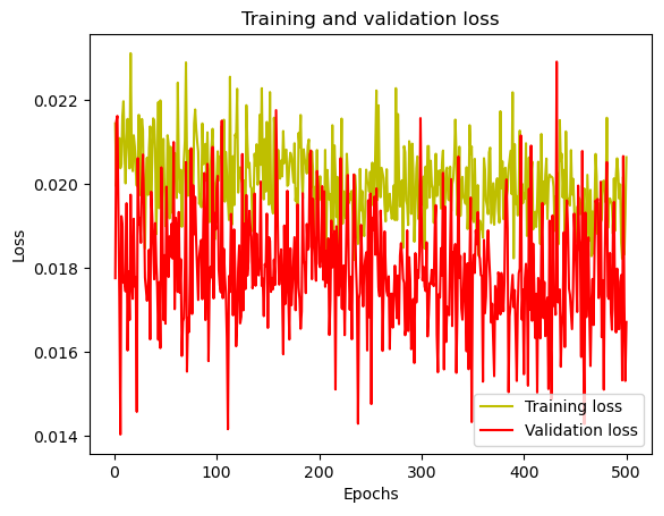 Training and validation loss
Loss
0.022
0.020
0.018
0.016
0.014
0 100 200 300 400 500
Epochs
Training loss
Validation loss